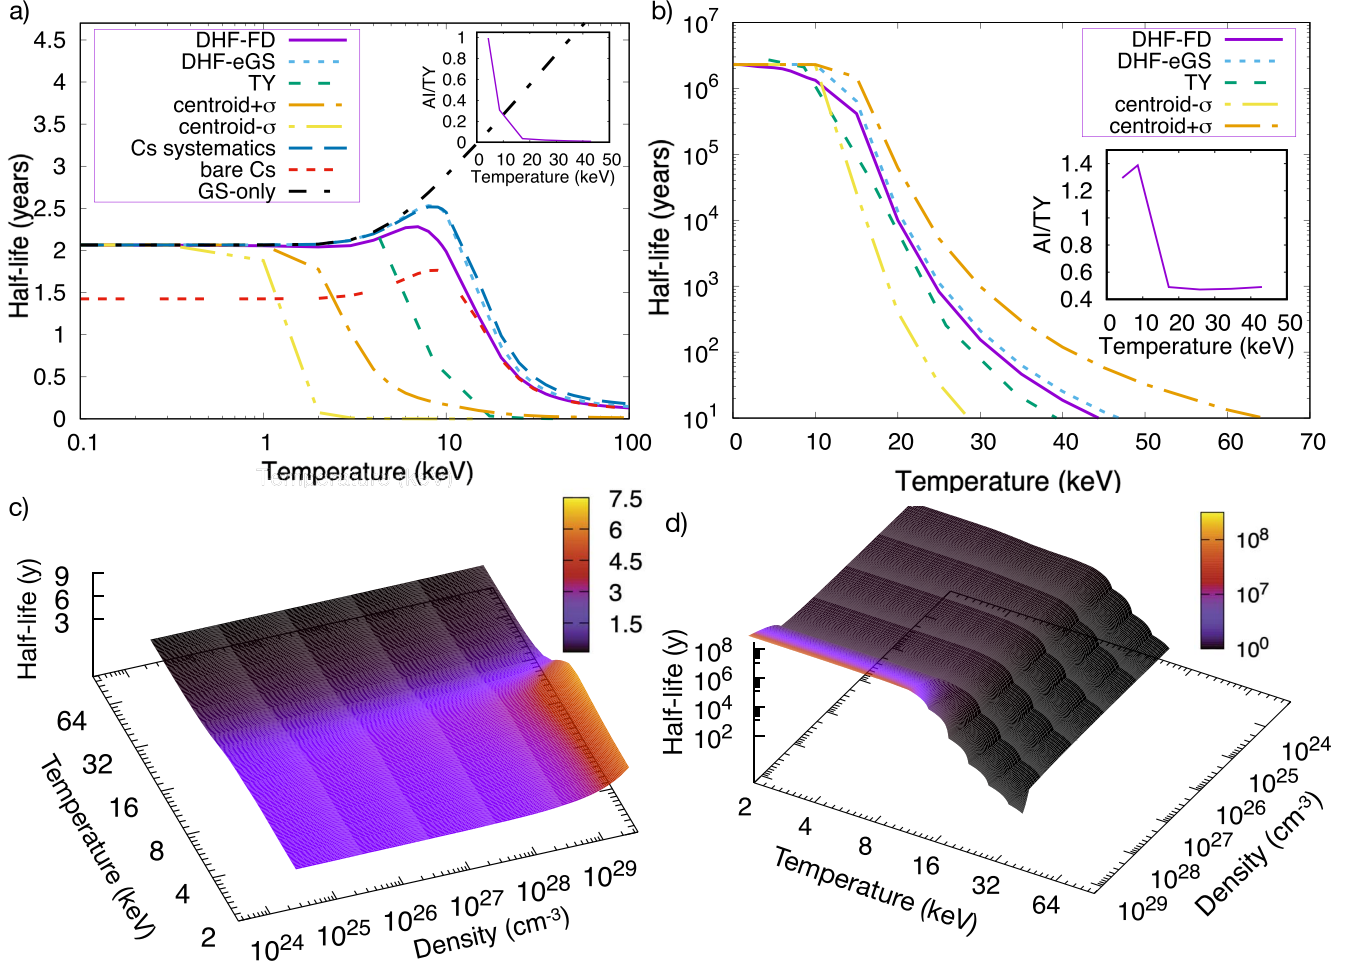 a)
4.5
4
3.5
3
2.5
2
1.5
1
0.5
0
Half-life (years)
DHF-FD
DHF-eGS
TY
centroid+σ
centroid-σ
Cs systematics
bare Cs
GS-only
0.1 1 10 100
Temperature (keV)
1
0.8
0.6
0.4
0.2
0
AI/TY
0 10 20 30 40 50
Temperature (keV)
b)
10⁷
10⁶
10⁵
10⁴
10³
10²
10¹
Half-life (years)
DHF-FD
DHF-eGS
TY
centroid-σ
centroid+σ
0 10 20 30 40 50 60 70
Temperature (keV)
1.4
1.2
1
0.8
0.6
0.4
AI/TY
0 10 20 30 40 50
Temperature (keV)
c)
7.5
6
4.5
3
1.5
9
6
3
Half-life (y)
64
32
16
8
4
2
Temperature (keV)
10²⁴ 10²⁵ 10²⁶ 10²⁷ 10²⁸ 10²⁹
Density (cm⁻³)
d)
10⁸
10⁷
10⁰
10⁸
10⁶
10⁴
10²
Half-life (y)
2 4 8 16 32 64
Temperature (keV)
10²⁴
10²⁵
10²⁶
10²⁷
10²⁸
10²⁹
Density (cm⁻³)